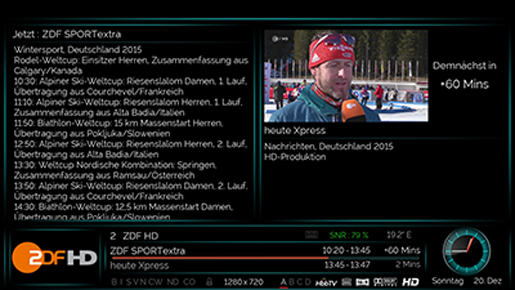 Jetzt : ZDF SPORTextra
Wintersport, Deutschland 2015
Rodel-Weltcup: Einsitzer Herren, Zusammenfassung aus
Calgary/Kanada
10:30: Alpiner Ski-Weltcup: Riesenslalom Damen, 1. Lauf,
Übertragung aus Courchevel/Frankreich
11:10: Alpiner Ski-Weltcup: Riesenslalom Herren, 1. Lauf,
Zusammenfassung aus Alta Badia/Italien
11:50: Biathlon-Weltcup: 15 km Massenstart Herren,
Übertragung aus Pokljuka/Slowenien
12:50: Alpiner Ski-Weltcup: Riesenslalom Herren, 2. Lauf,
Übertragung aus Alta Badia/Italien
13:30: Weltcup Nordische Kombination: Springen,
Zusammenfassung aus Ramsau/Österreich
13:50: Alpiner Ski-Weltcup: Riesenslalom Damen, 2. Lauf,
Übertragung aus Courchevel/Frankreich
14:30: Biathlon-Weltcup: 12,5 km Massenstart Damen,
Übertragung aus Pokljuka/Slowenien
ZDF
heute Xpress
Nachrichten, Deutschland 2015
HD-Produktion
Demnächst in
+60 Mins
ZDF HD
2 ZDF HD
SNR : 79 % 19.2° E
ZDF SPORTextra 10:20 - 13:45 +60 Mins
heute Xpress 13:45 - 13:47 2 Mins
B I S V N C W N D C O 1280 x 720 A B C D E HbbTV DOLBY HD
Sonntag 20. Dez